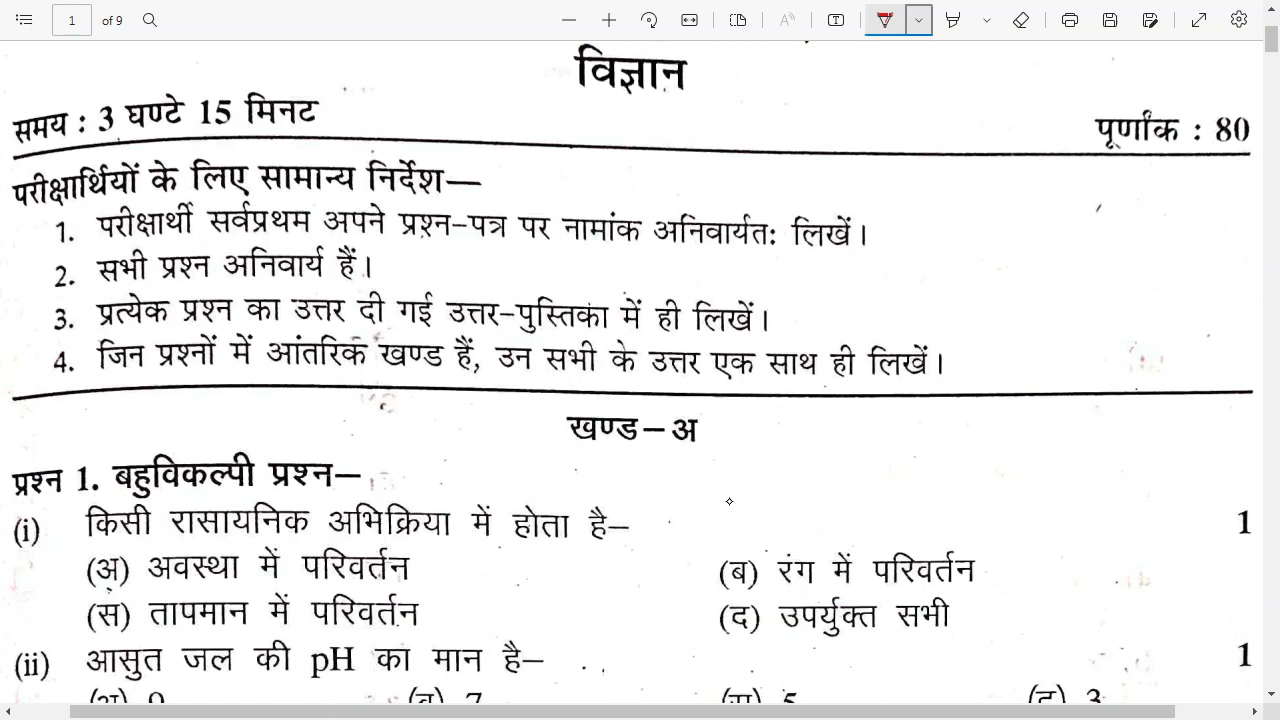 1 of 9
विज्ञान
समय : 3 घण्टे 15 मिनट
पूर्णांक : 80
परीक्षार्थियों के लिए सामान्य निर्देश—
1. परीक्षार्थी सर्वप्रथम अपने प्रश्न-पत्र पर नामांक अनिवार्यतः लिखें।
2. सभी प्रश्न अनिवार्य हैं।
3. प्रत्येक प्रश्न का उत्तर दी गई उत्तर-पुस्तिका में ही लिखें।
4. जिन प्रश्नों में आंतरिक खण्ड हैं, उन सभी के उत्तर एक साथ ही लिखें।
खण्ड–अ
प्रश्न 1. बहुविकल्पी प्रश्न—
(i) किसी रासायनिक अभिक्रिया में होता है– 1
(अ) अवस्था में परिवर्तन (ब) रंग में परिवर्तन
(स) तापमान में परिवर्तन (द) उपर्युक्त सभी
(ii) आसुत जल की pH का मान है– 1
(ब) 7 (स) 5 (द) 3